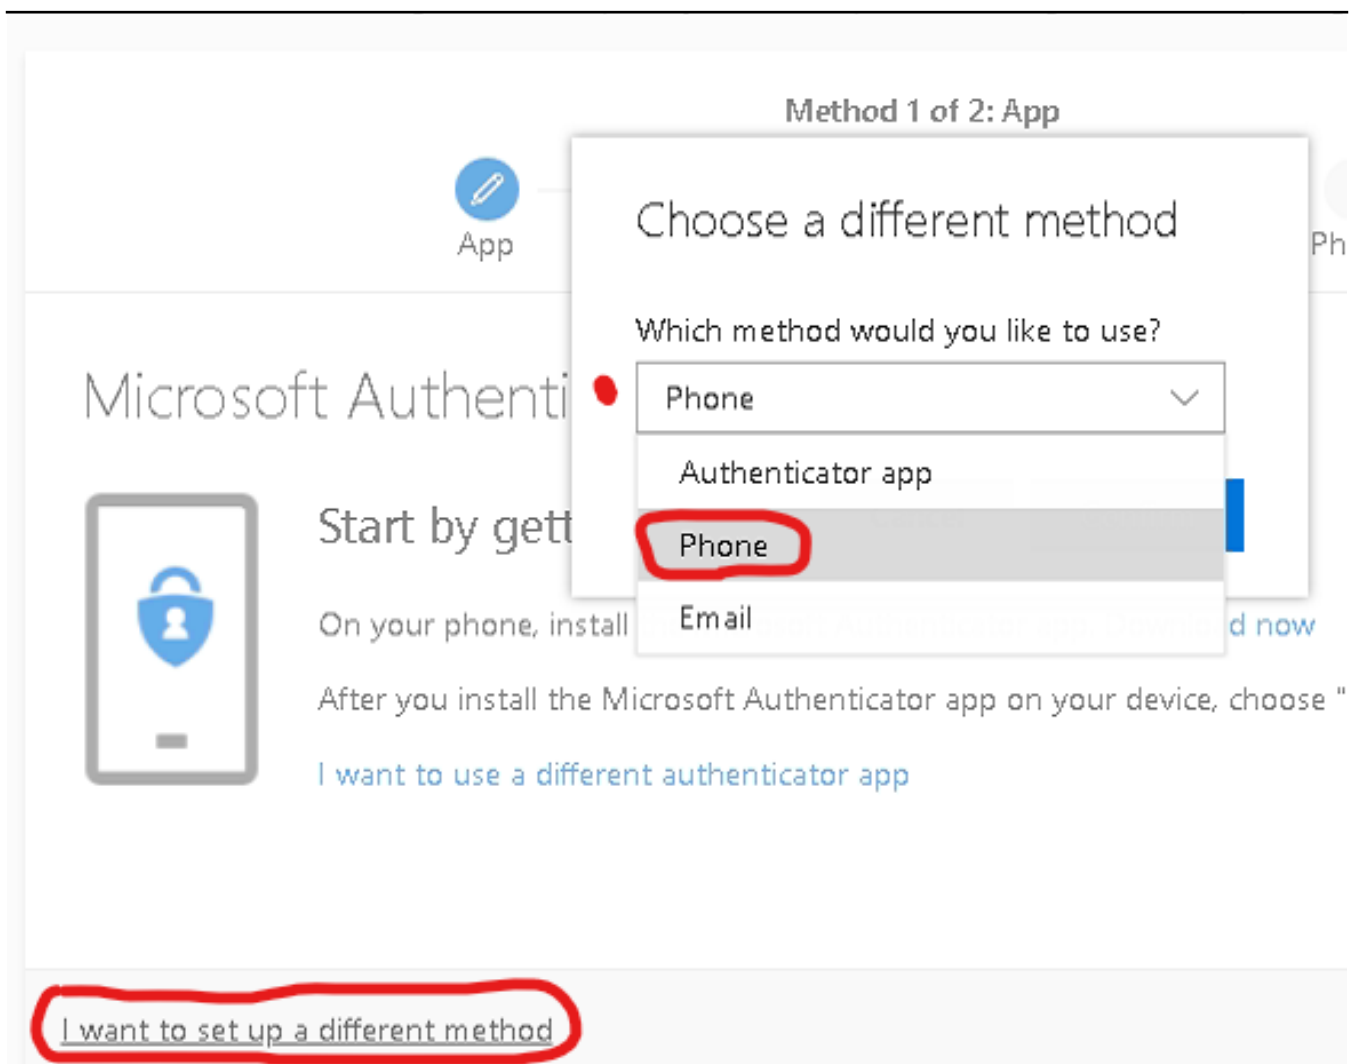 Method 1 of 2: App
App
Ph
Choose a different method
Which method would you like to use?
Phone
Authenticator app
Phone
Email
Microsoft Authenti
Start by gett
On your phone, install
d now
After you install the Microsoft Authenticator app on your device, choose "
I want to use a different authenticator app
I want to set up a different method